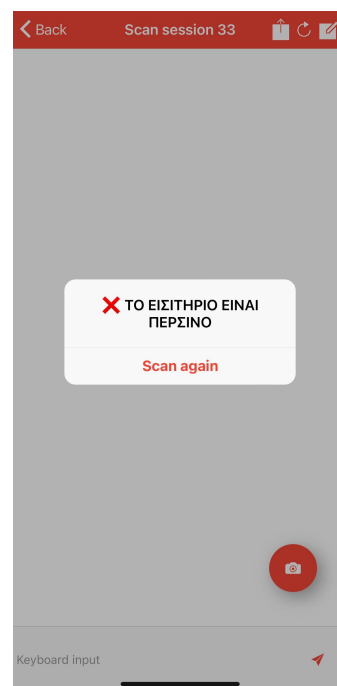 Back
Scan session 33
ΤΟ ΕΙΣΙΤΗΡΙΟ ΕΙΝΑΙ
ΠΕΡΣΙΝΟ
Scan again
Keyboard input